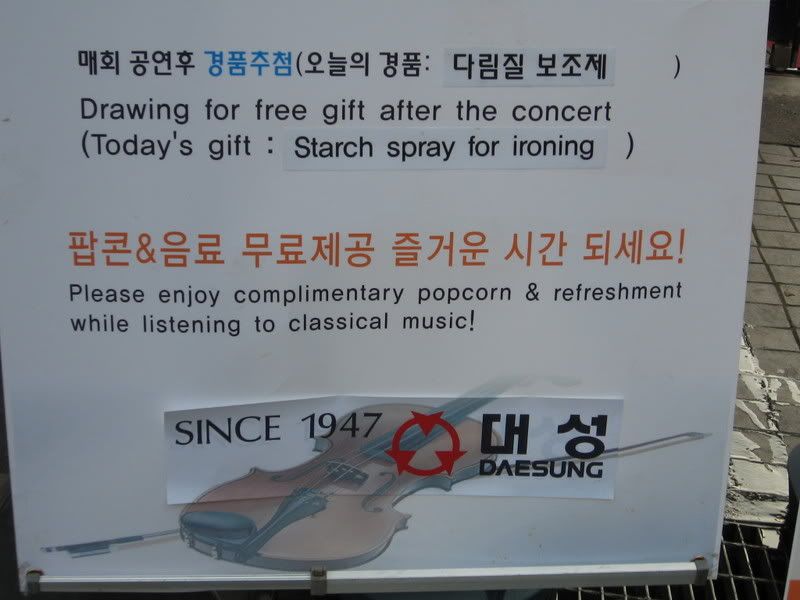 매회 공연후 경품추첨(오늘의 경품: 다림질 보조제 )
Drawing for free gift after the concert
(Today's gift : Starch spray for ironing )
팝콘&음료 무료제공 즐거운 시간 되세요!
Please enjoy complimentary popcorn & refreshment
while listening to classical music!
SINCE 1947 대성
DAESUNG